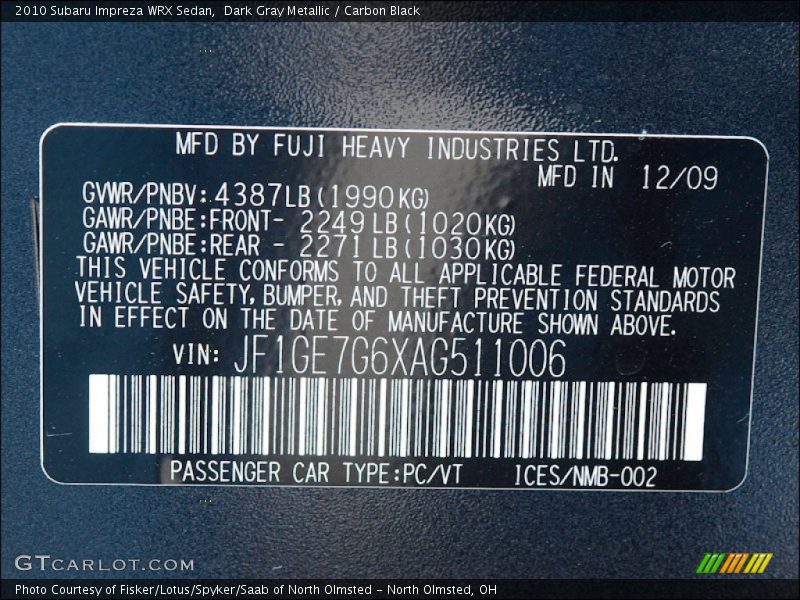 2010 Subaru Impreza WRX Sedan,  Dark Gray Metallic / Carbon Black
MFD BY FUJI HEAVY INDUSTRIES LTD.
MFD IN 12/09
GVWR/PNBV: 4387LB (1990KG)
GAWR/PNBE:FRONT- 2249LB (1020KG)
GAWR/PNBE:REAR - 2271LB (1030KG)
THIS VEHICLE CONFORMS TO ALL APPLICABLE FEDERAL MOTOR
VEHICLE SAFETY, BUMPER, AND THEFT PREVENTION STANDARDS
IN EFFECT ON THE DATE OF MANUFACTURE SHOWN ABOVE.
VIN: JF1GE7G6XAG511006
PASSENGER CAR TYPE:PC/VT ICES/NMB-002
GTCARLOT.COM
Photo Courtesy of Fisker/Lotus/Spyker/Saab of North Olmsted - North Olmsted, OH